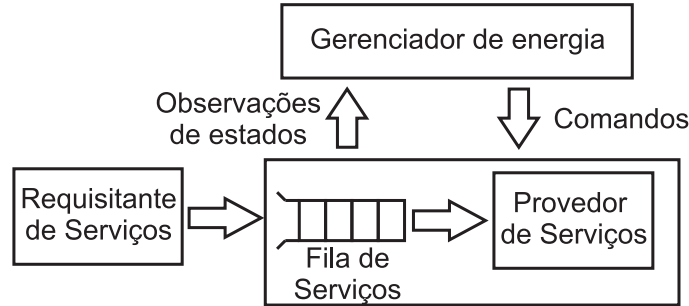 Gerenciador de energia
Observações
de estados
Comandos
Requisitante
de Serviços
Fila de
Serviços
Provedor
de Serviços